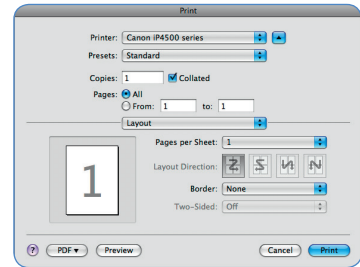 Print
Printer: Canon iP4500 series
Presets: Standard
Copies: 1 Collated
Pages: All
From: 1 to: 1
Layout
Pages per Sheet: 1
1
Layout Direction:
Border: None
Two-Sided: Off
? PDF Preview Cancel Print